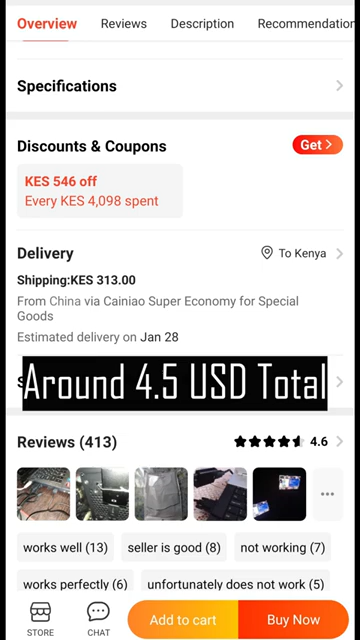 Overview Reviews Description Recommendation
Specifications
Discounts & Coupons Get
KES 546 off
Every KES 4,098 spent
Delivery To Kenya
Shipping:KES 313.00
From China via Cainiao Super Economy for Special
Goods
Estimated delivery on Jan 28
Around 4.5 USD Total
Reviews (413) 4.6
works well (13) seller is good (8) not working (7)
works perfectly (6) unfortunately does not work (5)
STORE CHAT Add to cart Buy Now